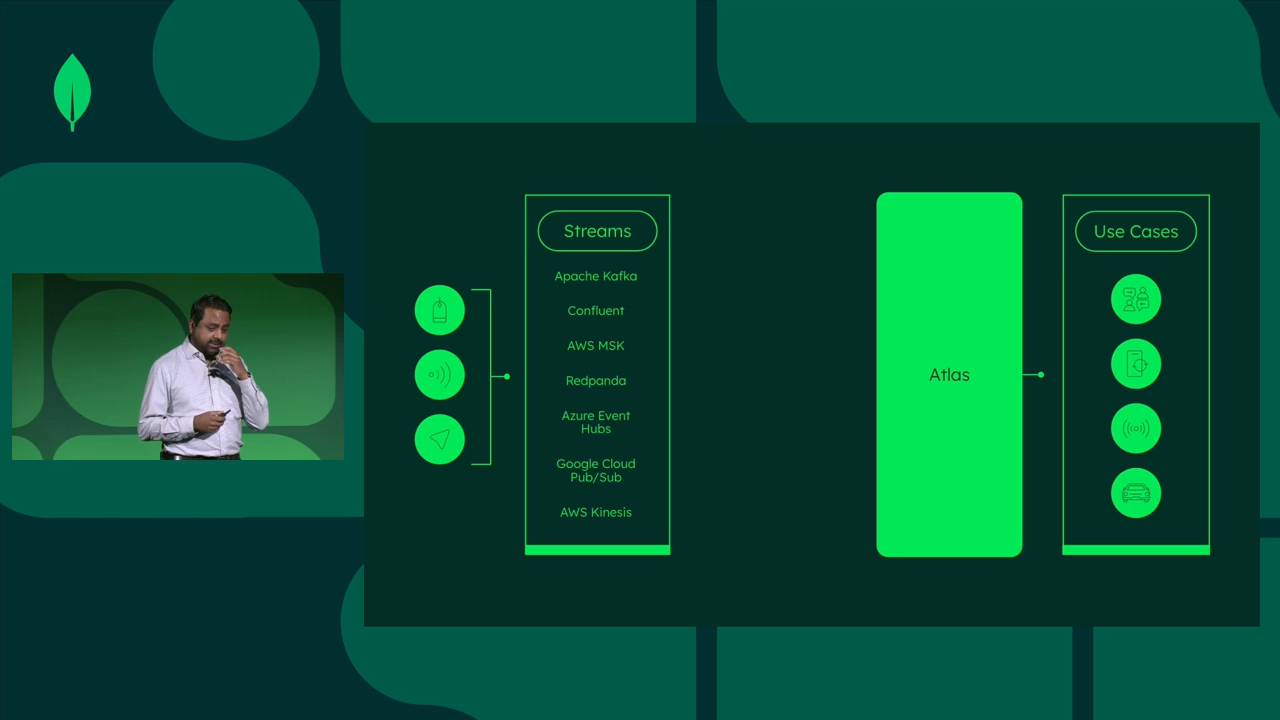 Streams
Apache Kafka
Confluent
AWS MSK
Redpanda
Azure Event
Hubs
Google Cloud
Pub/Sub
AWS Kinesis
Atlas
Use Cases